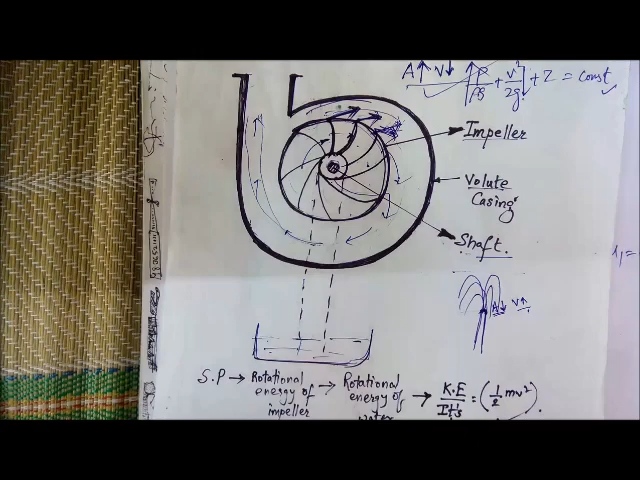 A↑ V↓ ↑P/ρg + V²/2g↓ + Z = Const
Impeller
Volute
Casing
Shaft.
A↓ V↑
S.P → Rotational energy of impeller → Rotational energy of water → K.E = (½ mv²).